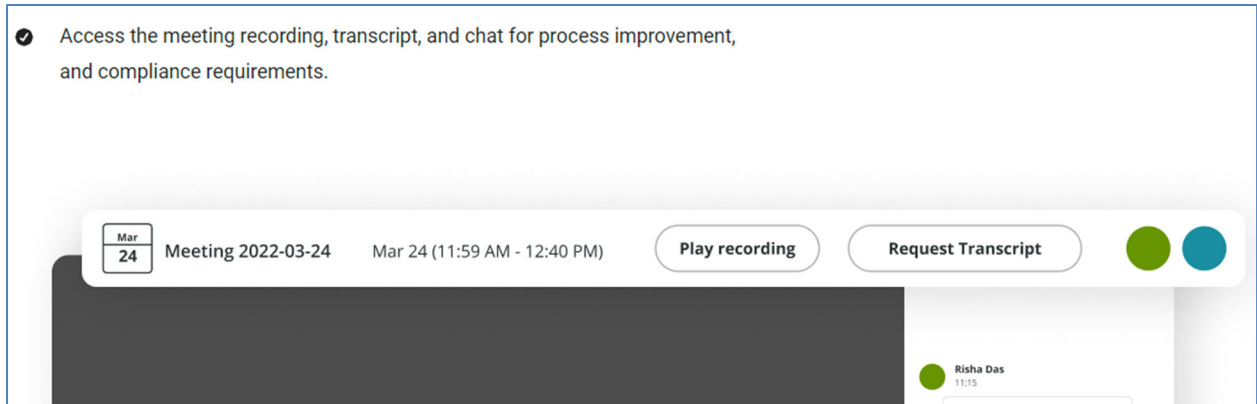 Access the meeting recording, transcript, and chat for process improvement,
and compliance requirements.
Mar
24
Meeting 2022-03-24
Mar 24 (11:59 AM - 12:40 PM)
Play recording
Request Transcript
Risha Das
11:15